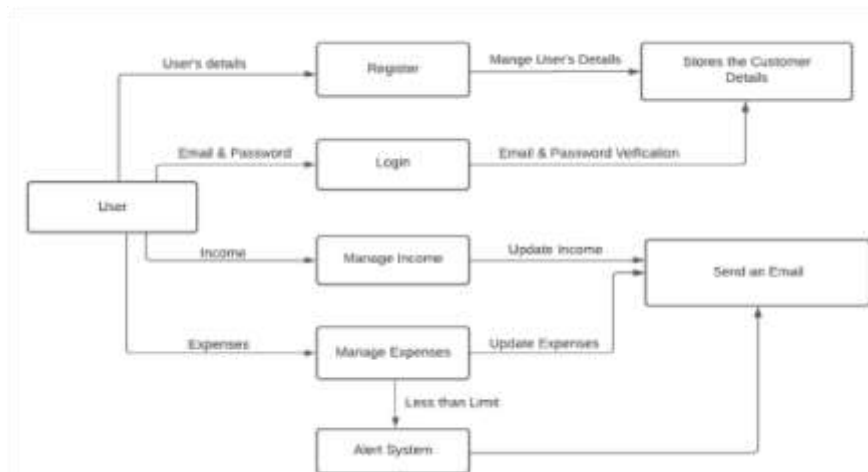 User's details
Register
Mange User's Details
Stores the Customer
Details
Email & Password
Login
Email & Password Veification
User
Income
Manage Income
Update Income
Send an Email
Expenses
Manage Expenses
Update Expenses
Less than Limit
Alert System